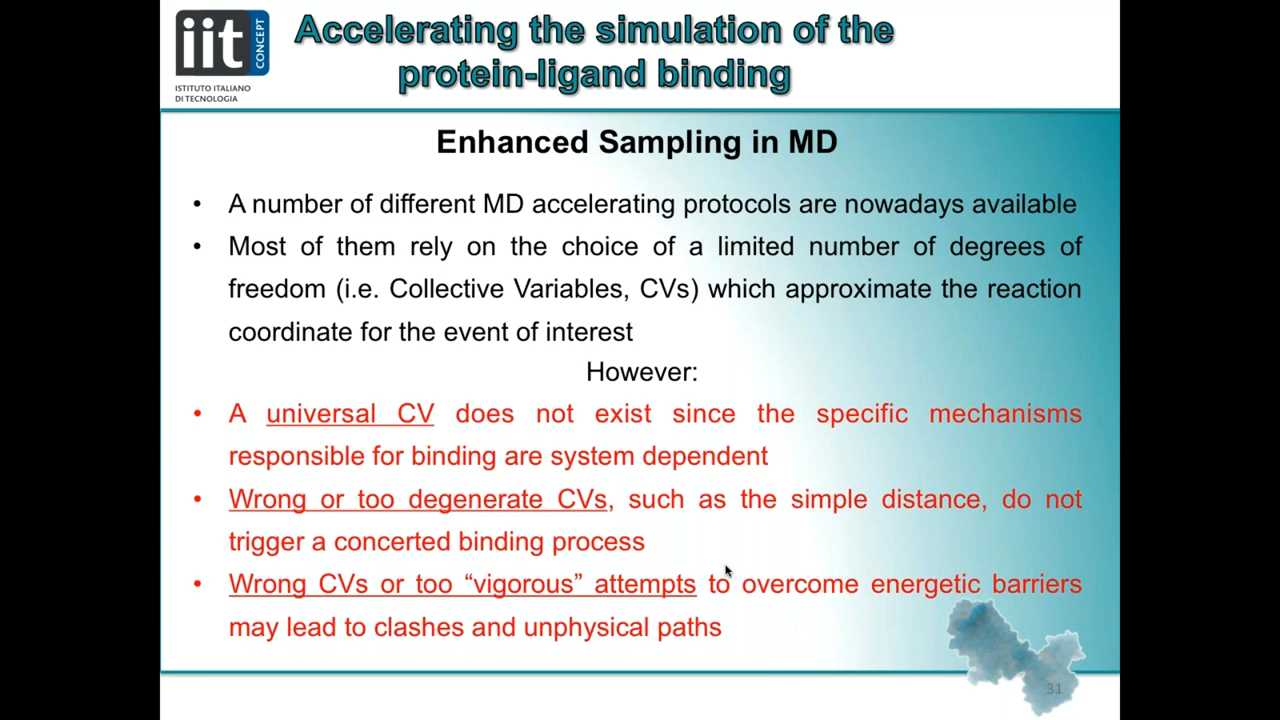 iit
CONCEPT
ISTITUTO ITALIANO
DI TECNOLOGIA
Accelerating the simulation of the
protein-ligand binding
Enhanced Sampling in MD
• A number of different MD accelerating protocols are nowadays available
• Most of them rely on the choice of a limited number of degrees of
freedom (i.e. Collective Variables, CVs) which approximate the reaction
coordinate for the event of interest
However:
• A universal CV does not exist since the specific mechanisms
responsible for binding are system dependent
• Wrong or too degenerate CVs, such as the simple distance, do not
trigger a concerted binding process
• Wrong CVs or too “vigorous” attempts to overcome energetic barriers
may lead to clashes and unphysical paths
31